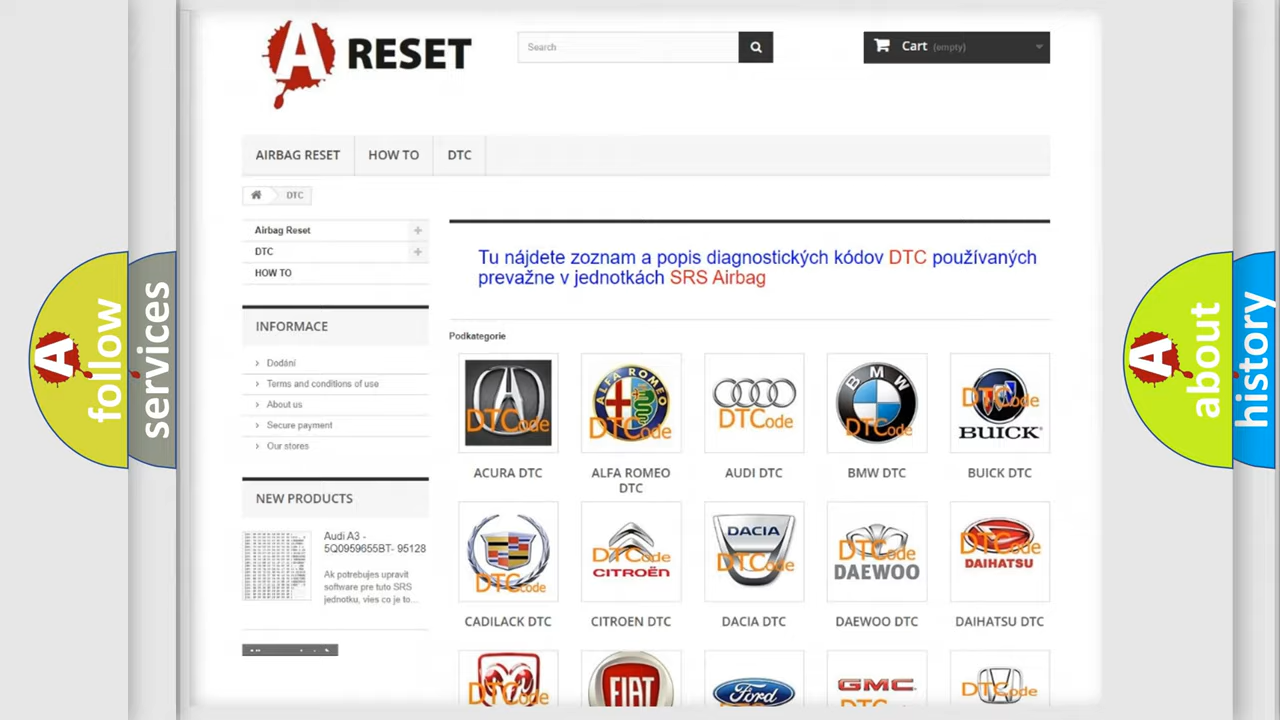 A RESET
Search
Cart (empty)
AIRBAG RESET
HOW TO
DTC
DTC
Airbag Reset
DTC
HOW TO
INFORMACE
Dodání
Terms and conditions of use
About us
Secure payment
Our stores
NEW PRODUCTS
Audi A3 -
5Q0959655BT- 95128
Ak potrebujes upravit
software pre tuto SRS
jednotku, vies co je to...
Tu nájdete zoznam a popis diagnostických kódov DTC používaných
prevažne v jednotkách SRS Airbag
Podkategorie
DTCode
ALFA ROMEO
DTCode
DTCode
BMW
DTCode
DTCode
BUICK
ACURA DTC
ALFA ROMEO
DTC
AUDI DTC
BMW DTC
BUICK DTC
DTCode
DTCode
CITROËN
DACIA
DTCode
DTCode
DAEWOO
DTCode
DAIHATSU
CADILACK DTC
CITROEN DTC
DACIA DTC
DAEWOO DTC
DAIHATSU DTC
DTCode
FIAT
Ford
GMC
DTCode
A follow
services
A about
history